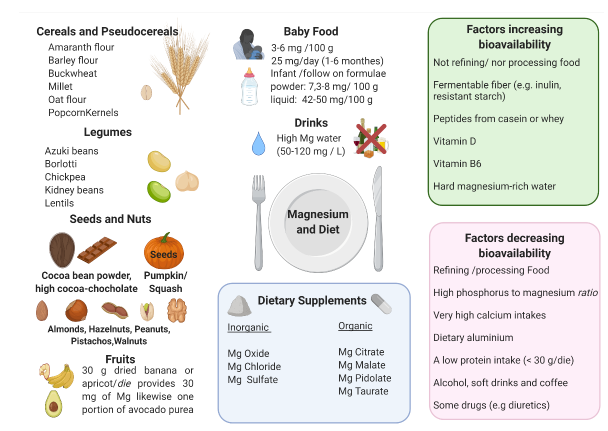 Cereals and Pseudocereals
Amaranth flour
Barley flour
Buckwheat
Millet
Oat flour
PopcornKernels
Legumes
Azuki beans
Borlotti
Chickpea
Kidney beans
Lentils
Seeds and Nuts
Seeds
Cocoa bean powder,
high cocoa-chocholate
Pumpkin/
Squash
Almonds, Hazelnuts, Peanuts,
Pistachos,Walnuts
Fruits
30 g dried banana or
apricot/die provides 30
mg of Mg likewise one
portion of avocado purea
Baby Food
3-6 mg /100 g
25 mg/day (1-6 monthes)
Infant /follow on formulae
powder: 7,3-8 mg/ 100 g
liquid: 42-50 mg/100 g
Drinks
High Mg water
(50-120 mg / L)
Magnesium
and Diet
Dietary Supplements
Inorganic
Mg Oxide
Mg Chloride
Mg Sulfate
Organic
Mg Citrate
Mg Malate
Mg Pidolate
Mg Taurate
Factors increasing
bioavailability
Not refining/ nor processing food
Fermentable fiber (e.g. inulin,
resistant starch)
Peptides from casein or whey
Vitamin D
Vitamin B6
Hard magnesium-rich water
Factors decreasing
bioavailability
Refining /processing Food
High phosphorus to magnesium ratio
Very high calcium intakes
Dietary aluminium
A low protein intake (< 30 g/die)
Alcohol, soft drinks and coffee
Some drugs (e.g diuretics)